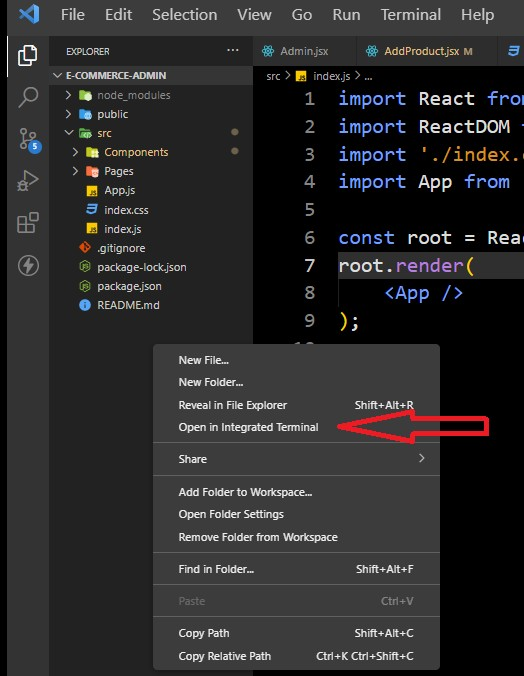 File Edit Selection View Go Run Terminal Help
EXPLORER ...
Admin.jsx AddProduct.jsx M
E-COMMERCE-ADMIN
src > index.js > ...
node_modules
public
src
Components
Pages
App.js
index.css
index.js
.gitignore
package-lock.json
package.json
README.md
5
1 import React fro
2 import ReactDOM
3 import './index.
4 import App from
5
6 const root = Rea
7 root.render(
8 <App />
9 );
New File...
New Folder...
Reveal in File Explorer Shift+Alt+R
Open in Integrated Terminal
Share >
Add Folder to Workspace...
Open Folder Settings
Remove Folder from Workspace
Find in Folder... Shift+Alt+F
Paste Ctrl+V
Copy Path Shift+Alt+C
Copy Relative Path Ctrl+K Ctrl+Shift+C